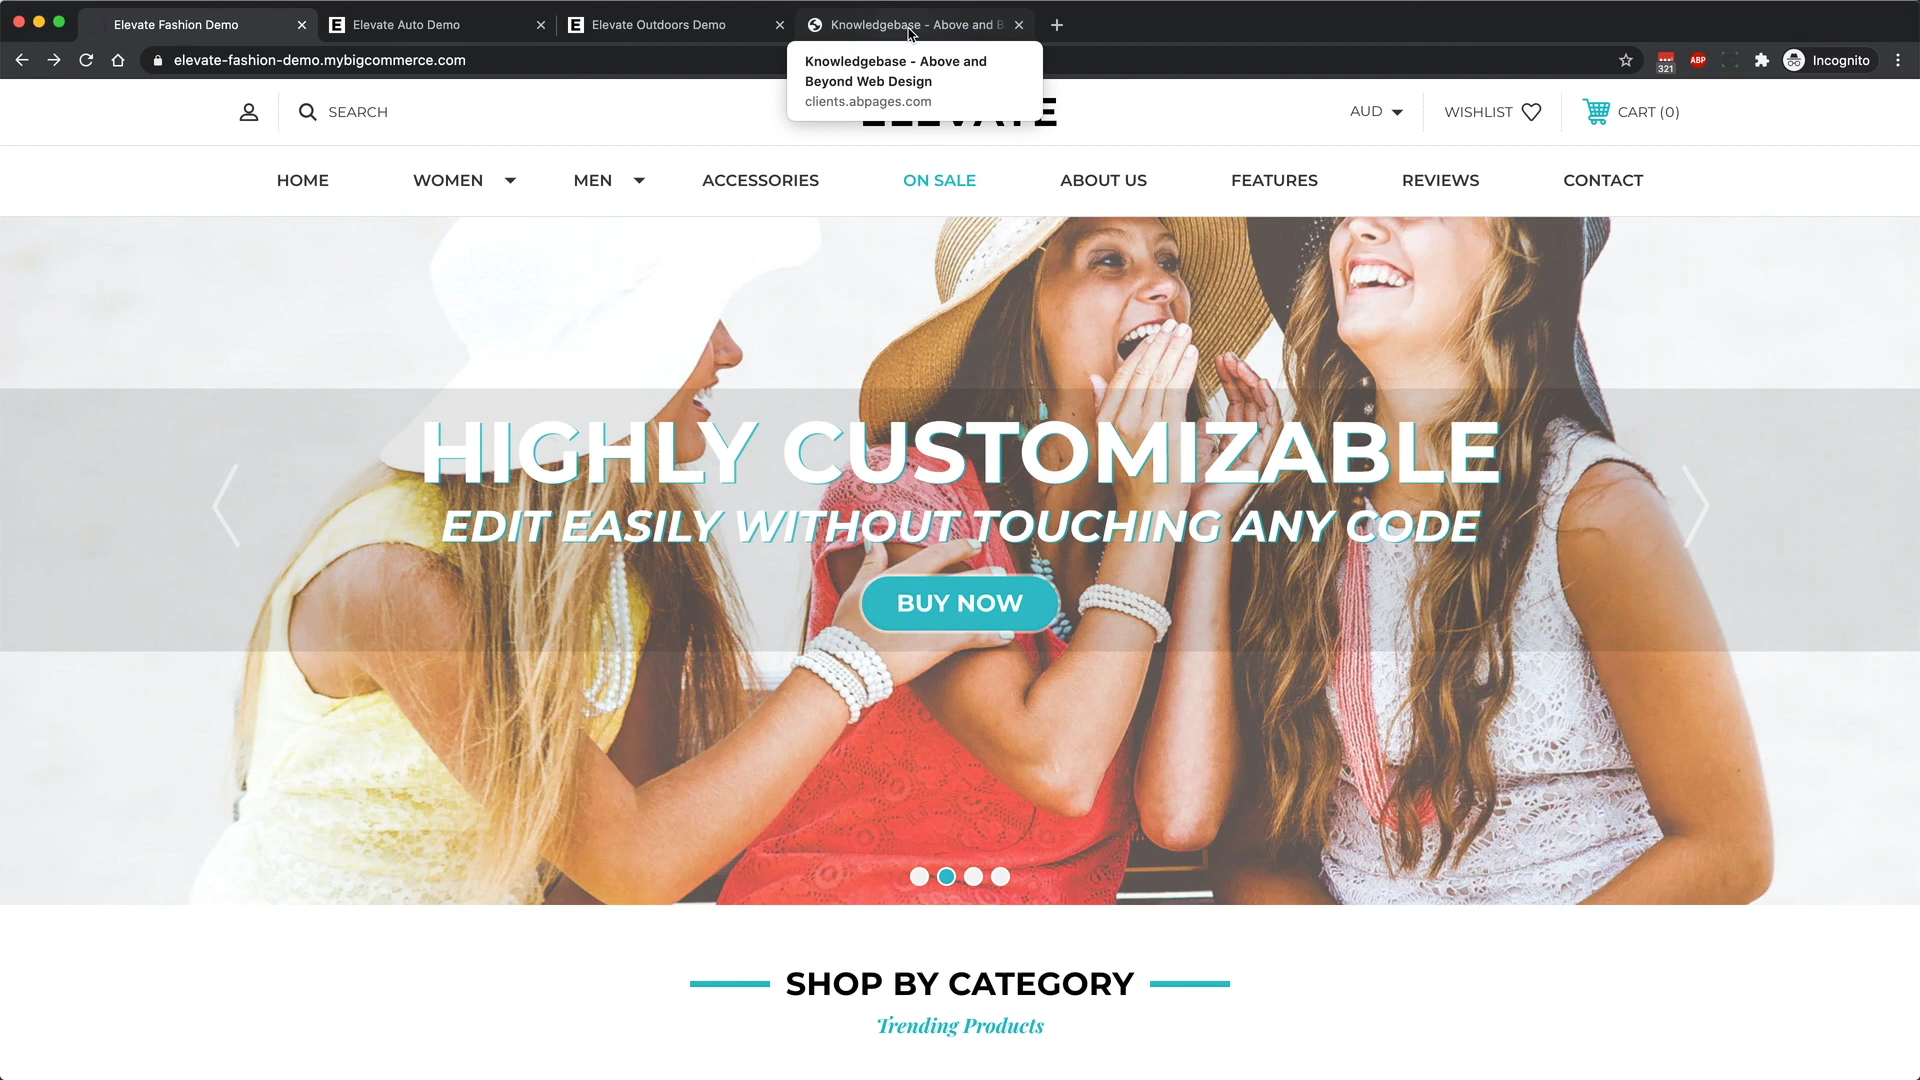 Elevate Fashion Demo
Elevate Auto Demo
Elevate Outdoors Demo
Knowledgebase - Above and B
elevate-fashion-demo.mybigcommerce.com
321
ABP
Incognito
Knowledgebase - Above and
Beyond Web Design
clients.abpages.com
SEARCH
ELEVATE
AUD
WISHLIST
CART (0)
HOME
WOMEN
MEN
ACCESSORIES
ON SALE
ABOUT US
FEATURES
REVIEWS
CONTACT
HIGHLY CUSTOMIZABLE
EDIT EASILY WITHOUT TOUCHING ANY CODE
BUY NOW
SHOP BY CATEGORY
Trending Products